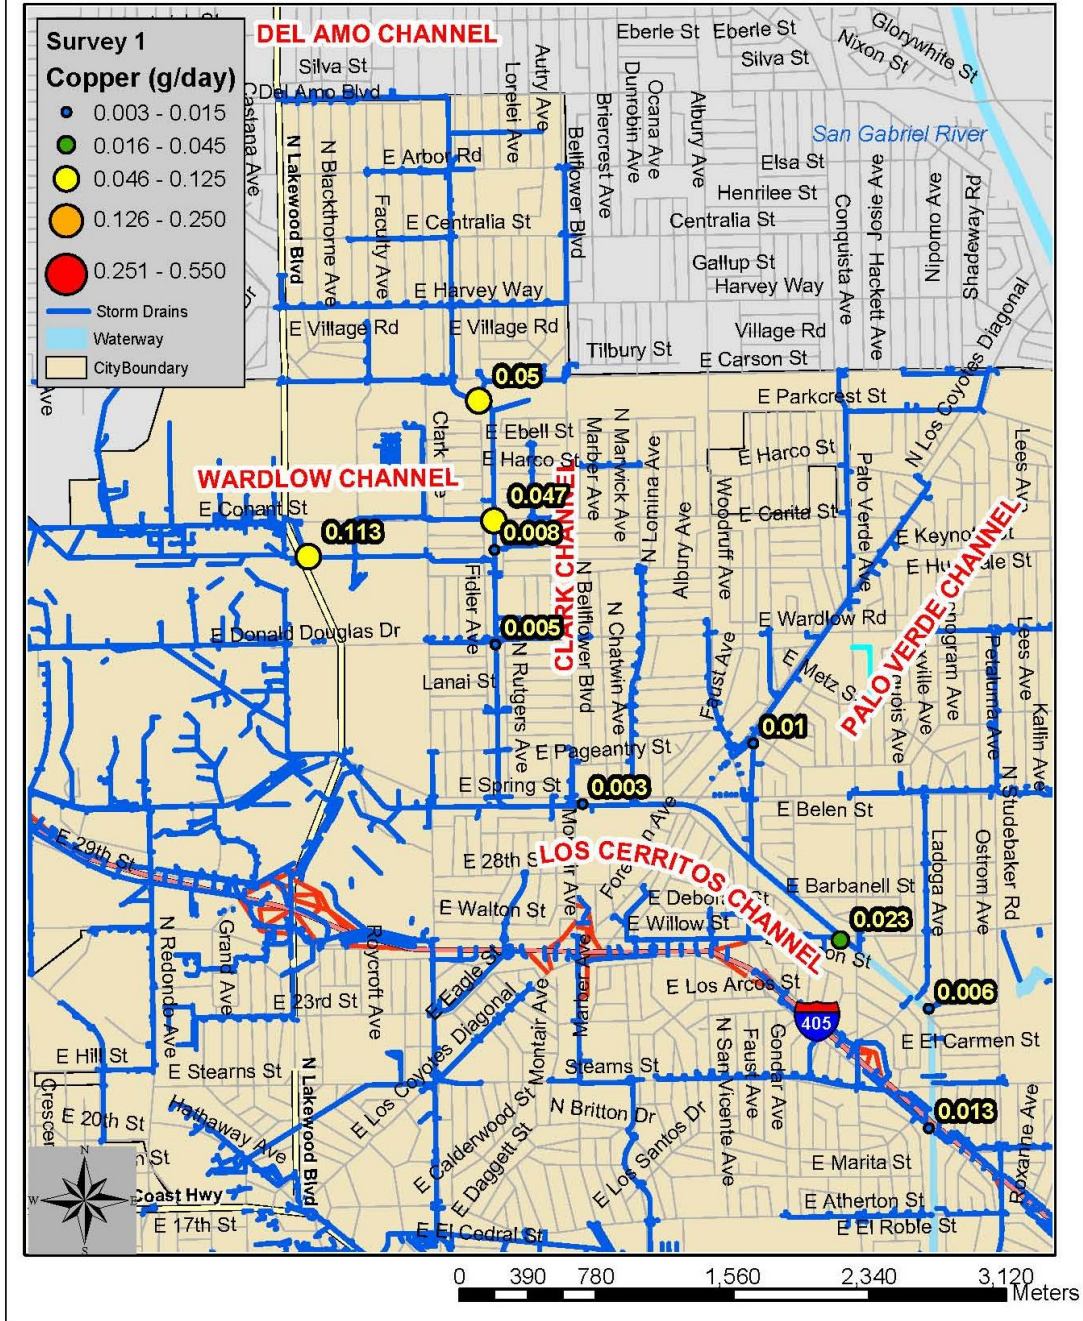 Survey 1
Copper (g/day)
0.003 - 0.015
0.016 - 0.045
0.046 - 0.125
0.126 - 0.250
0.251 - 0.550
Storm Drains
Waterway
CityBoundary
DEL AMO CHANNEL
Silva St
Del Amo Blvd
Eberle St
Eberle St
Silva St
Nixon St
Glorywhite St
San Gabriel River
Autry Ave
Lorelei Ave
Bellflower Blvd
Briercrest Ave
Dunrobin Ave
Ocana Ave
Albury Ave
N Lakewood Blvd
N Blackthorne Ave
Faculty Ave
E Arbor Rd
E Centralia St
E Harvey Way
E Village Rd
E Village Rd
Elsa St
Henrilee St
Centralia St
Gallup St
Harvey Way
Village Rd
Tilbury St
E Carson St
Conquista Ave
Josie Ave
Hackett Ave
Nipomo Ave
Shadeway Rd
N Los Coyotes Diagonal
E Parkcrest St
Ave
0.05
Clark
E Ebell St
E Harco St
Marber Ave
N Marwick Ave
N Lomina Ave
Albury Ave
Woodruff Ave
E Harco St
E Carita St
Palo Verde Ave
Lees Ave
WARDLOW CHANNEL
E Conant St
0.113
0.047
0.008
CLARK CHANNEL
0.005
Fidler Ave
N Rutgers Ave
N Bellflower Blvd
N Chatwin Ave
Faust Ave
E Donald Douglas Dr
Lanai St
E Wardlow Rd
E Metz St
PALO VERDE CHANNEL
Petaluma Ave
Lees Ave
Kallin Ave
N Studebaker Rd
0.01
E Pageantry St
E Spring St
0.003
E Belen St
E 29th St
E 28th S
LOS CERRITOS CHANNEL
E Barbanell St
E Walton St
E Willow St
0.023
Ladoga Ave
Ostrom Ave
N Redondo Ave
Grand Ave
Roycroft Ave
E 23rd St
E Eagle St
E Los Coyotes Diagonal
Montair Ave
Marber Ave
E Los Arcos St
405
0.006
E El Carmen St
E Hill St
E Stearns St
Stearns St
N San Vicente Ave
Faust Ave
Gondar Ave
N Lakewood Blvd
Crescen
E 20th St
Hathaway Ave
E Calderwood St
E Daggett St
N Britton Dr
E Los Santos Dr
0.013
E Marita St
Roxanne Ave
N
W
E
S
Coast Hwy
E 17th St
E El Cedral St
E Atherton St
E El Roble St
0 390 780 1,560 2,340 3,120
Meters